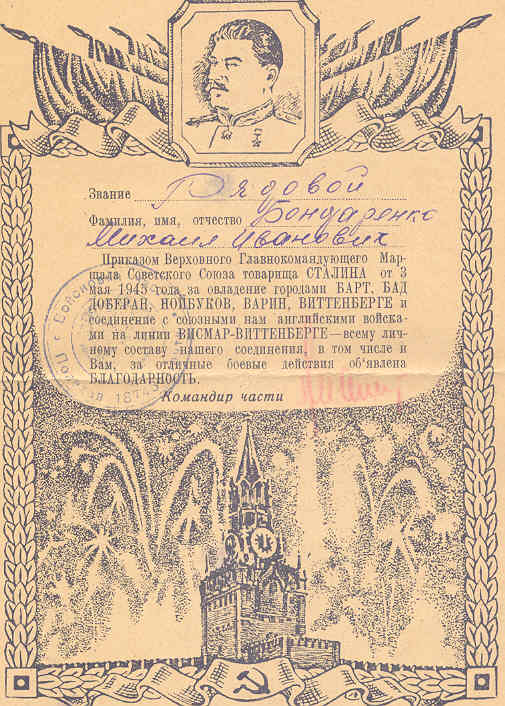 Звание Рядовой
Фамилия, имя, отчество Бондаренко
Михаил Иванович
Приказом Верховного Главнокомандующего Мар-
шала Советского Союза товарища СТАЛИНА от 3
мая 1945 года за овладение городами БАРТ, БАД
ДОБЕРАН, НОЙБУКОВ, ВАРИН, ВИТТЕНБЕРГЕ и
соединение с союзными нам английскими войска-
ми на линии ВИСМАР-ВИТТЕНБЕРГЕ—всему лич-
ному составу нашего соединения, в том числе и
Вам, за отличные боевые действия об'явлена
БЛАГОДАРНОСТЬ.
Командир части